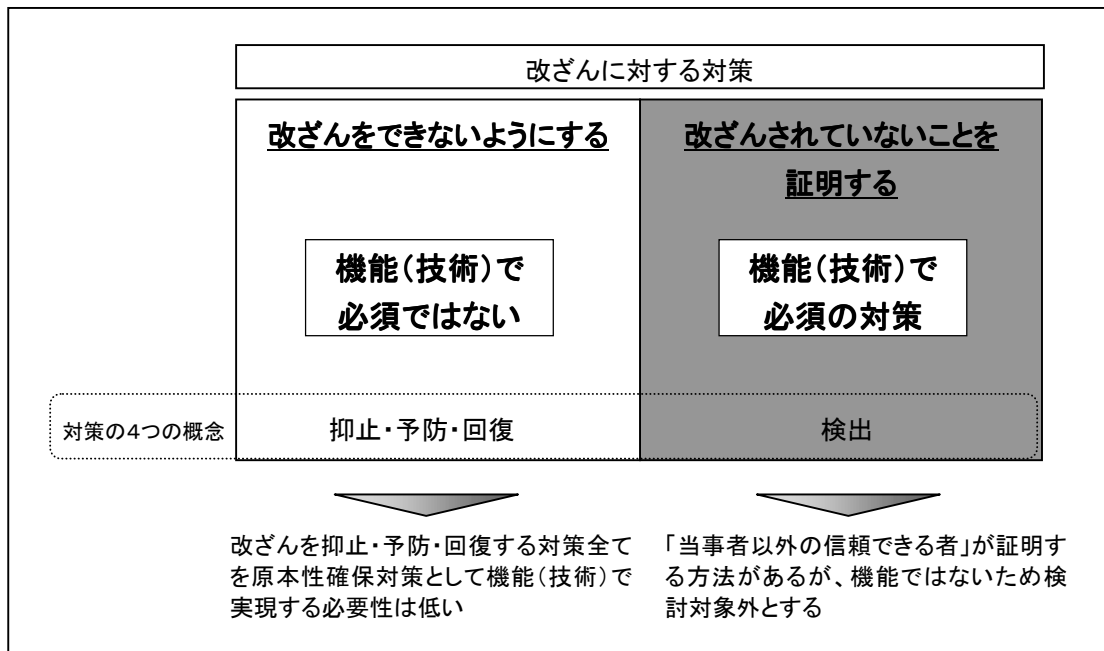 改ざんに対する対策
改ざんをできないようにする
改ざんされていないことを
証明する
機能(技術)で
必須ではない
機能(技術)で
必須の対策
対策の4つの概念
抑止・予防・回復
検出
改ざんを抑止・予防・回復する対策全て
を原本性確保対策として機能(技術)で
実現する必要性は低い
「当事者以外の信頼できる者」が証明す
る方法があるが、機能ではないため検
討対象外とする